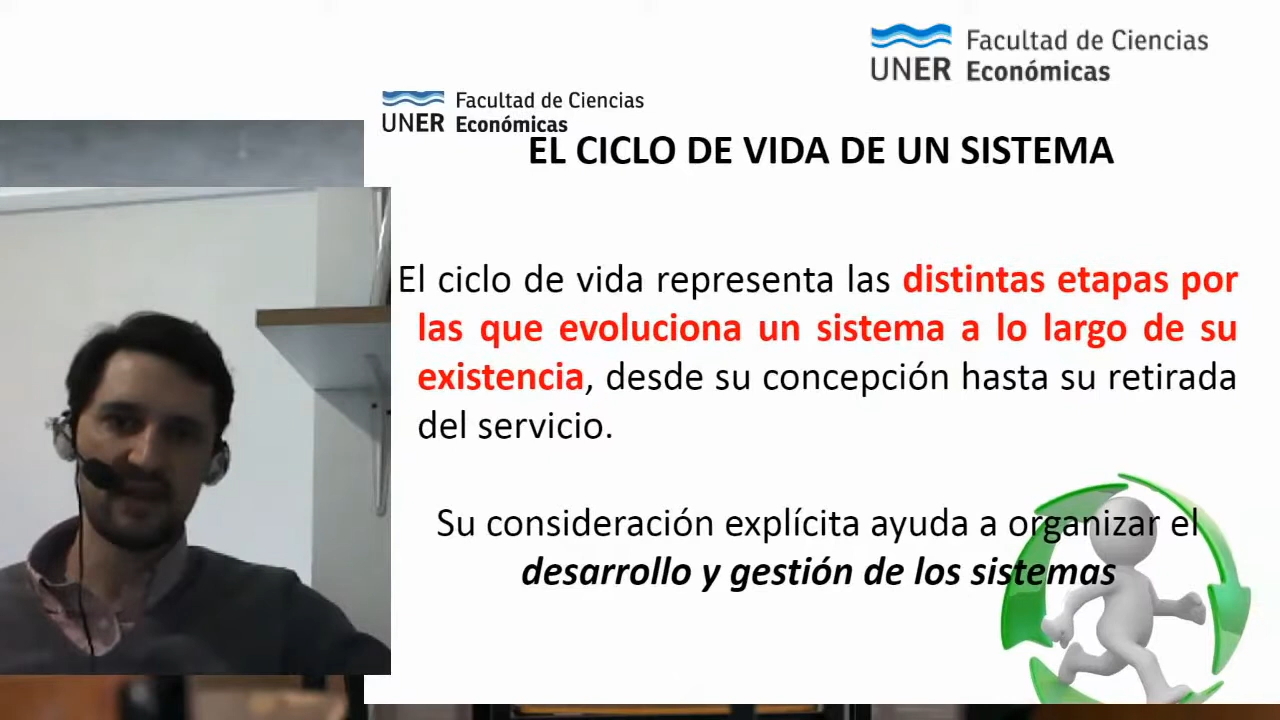 Facultad de Ciencias
UNER Económicas
Facultad de Ciencias
UNER Económicas
EL CICLO DE VIDA DE UN SISTEMA
El ciclo de vida representa las distintas etapas por
las que evoluciona un sistema a lo largo de su
existencia, desde su concepción hasta su retirada
del servicio.
Su consideración explícita ayuda a organizar el
desarrollo y gestión de los sistemas